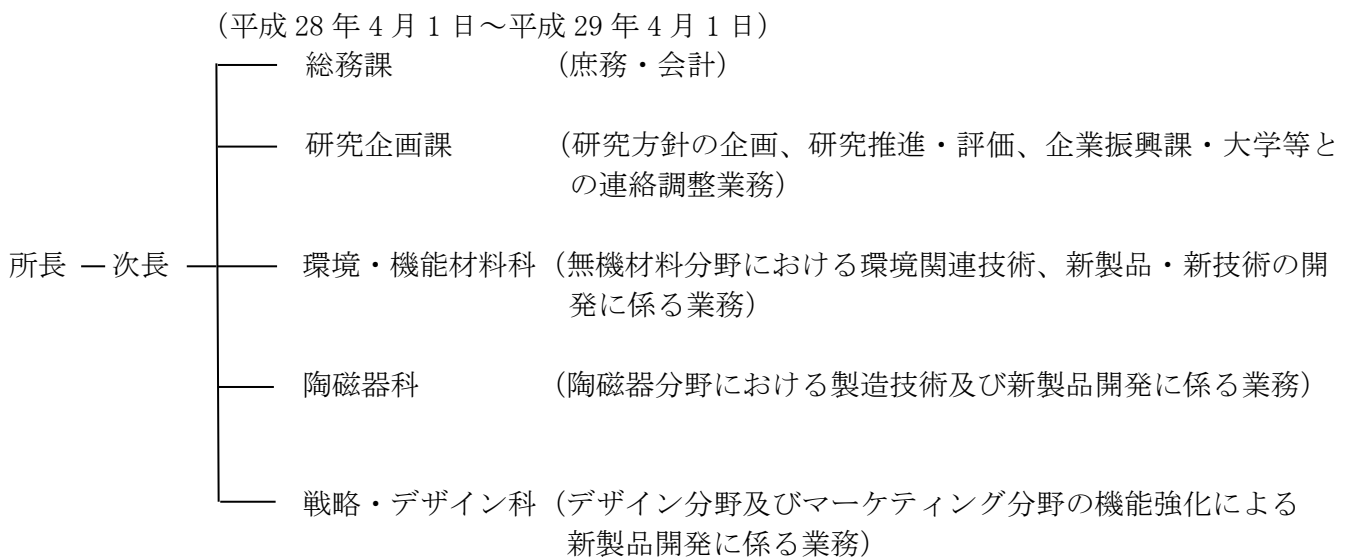 (平成 28 年 4 月 1 日～平成 29 年 4 月 1 日)
総務課 (庶務・会計)
研究企画課 (研究方針の企画、研究推進・評価、企業振興課・大学等と
の連絡調整業務)
所長 ― 次長 環境・機能材料科 (無機材料分野における環境関連技術、新製品・新技術の開
発に係る業務)
陶磁器科 (陶磁器分野における製造技術及び新製品開発に係る業務)
戦略・デザイン科 (デザイン分野及びマーケティング分野の機能強化による
新製品開発に係る業務)